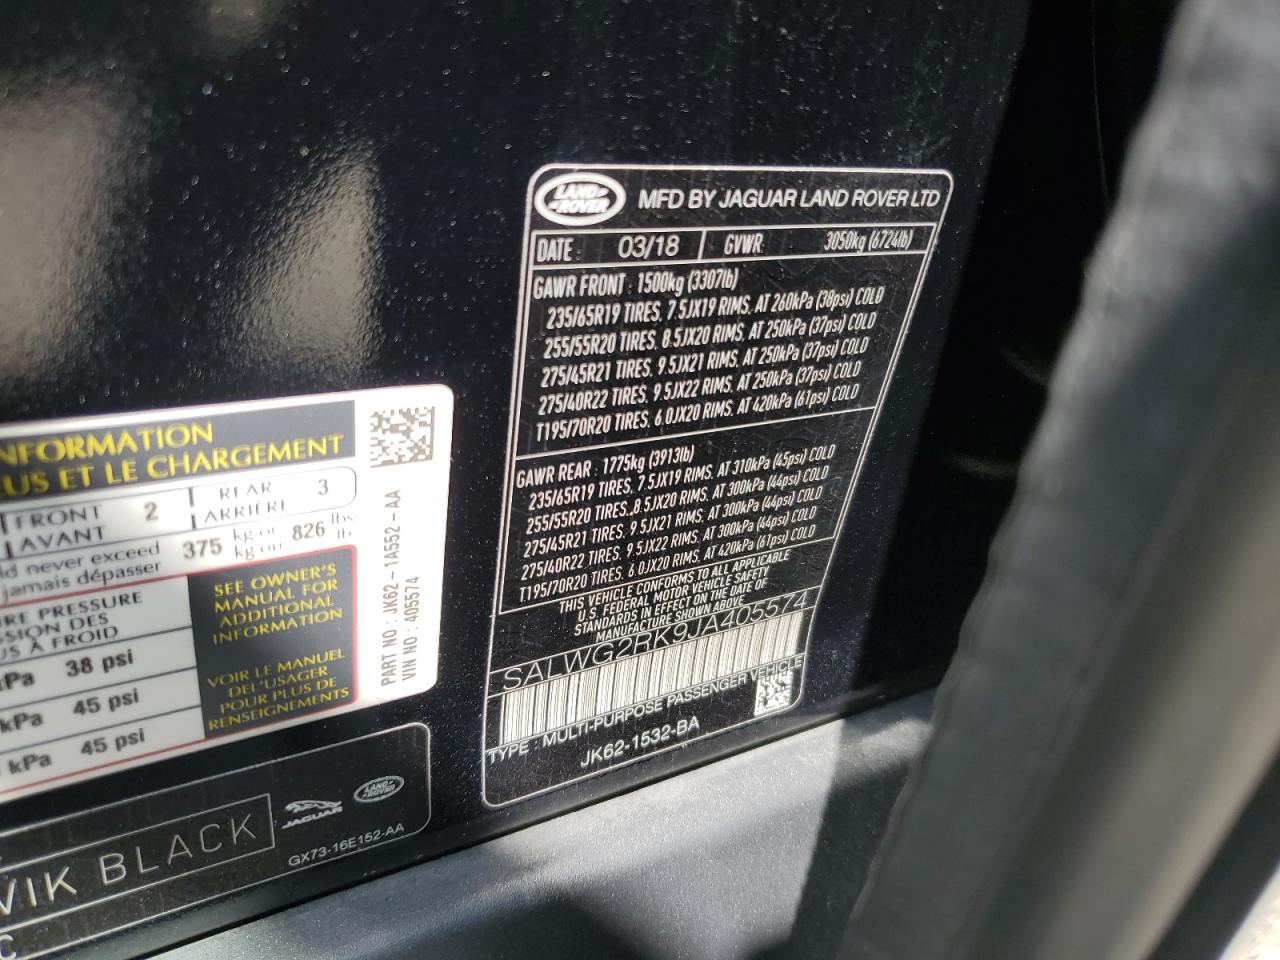 LAND ROVER
MFD BY JAGUAR LAND ROVER LTD
DATE : 03/18 GVWR 3050kg (6724lb)
GAWR FRONT : 1500kg (3307lb)
235/65R19 TIRES, 7.5JX19 RIMS, AT 260kPa (38psi) COLD
255/55R20 TIRES, 8.5JX20 RIMS, AT 250kPa (37psi) COLD
275/45R21 TIRES, 9.5JX21 RIMS, AT 250kPa (37psi) COLD
275/40R22 TIRES, 9.5JX22 RIMS, AT 250kPa (37psi) COLD
T195/70R20 TIRES, 6.0JX20 RIMS, AT 420kPa (61psi) COLD
GAWR REAR : 1775kg (3913lb)
235/65R19 TIRES, 7.5JX19 RIMS, AT 310kPa (45psi) COLD
255/55R20 TIRES, 8.5JX20 RIMS, AT 300kPa (44psi) COLD
275/45R21 TIRES, 9.5JX21 RIMS, AT 300kPa (44psi) COLD
275/40R22 TIRES, 9.5JX22 RIMS, AT 300kPa (44psi) COLD
T195/70R20 TIRES, 6.0JX20 RIMS, AT 420kPa (61psi) COLD
THIS VEHICLE CONFORMS TO ALL APPLICABLE
U.S. FEDERAL MOTOR VEHICLE SAFETY
STANDARDS IN EFFECT ON THE DATE OF
MANUFACTURE SHOWN ABOVE
SALWG2RK9JA405574
TYPE : MULTI-PURPOSE PASSENGER VEHICLE
JK62-1532-BA
NFORMATION
US ET LE CHARGEMENT
FRONT 2 REAR 3
AVANT ARRIÈRE
ld never exceed 375 kg or 826 lbs
jamais dépasser kg ou lb
RE PRESSURE
SSION DES
US A FROID
kPa 38 psi
kPa 45 psi
kPa 45 psi
SEE OWNER'S
MANUAL FOR
ADDITIONAL
INFORMATION
VOIR LE MANUEL
DEL'USAGER
POUR PLUS DE
RENSEIGNEMENTS
PART NO : JK62-1A552-AA
VIN NO : 405574
VIK BLACK
JAGUAR
LAND ROVER
GX73-16E152-AA
C